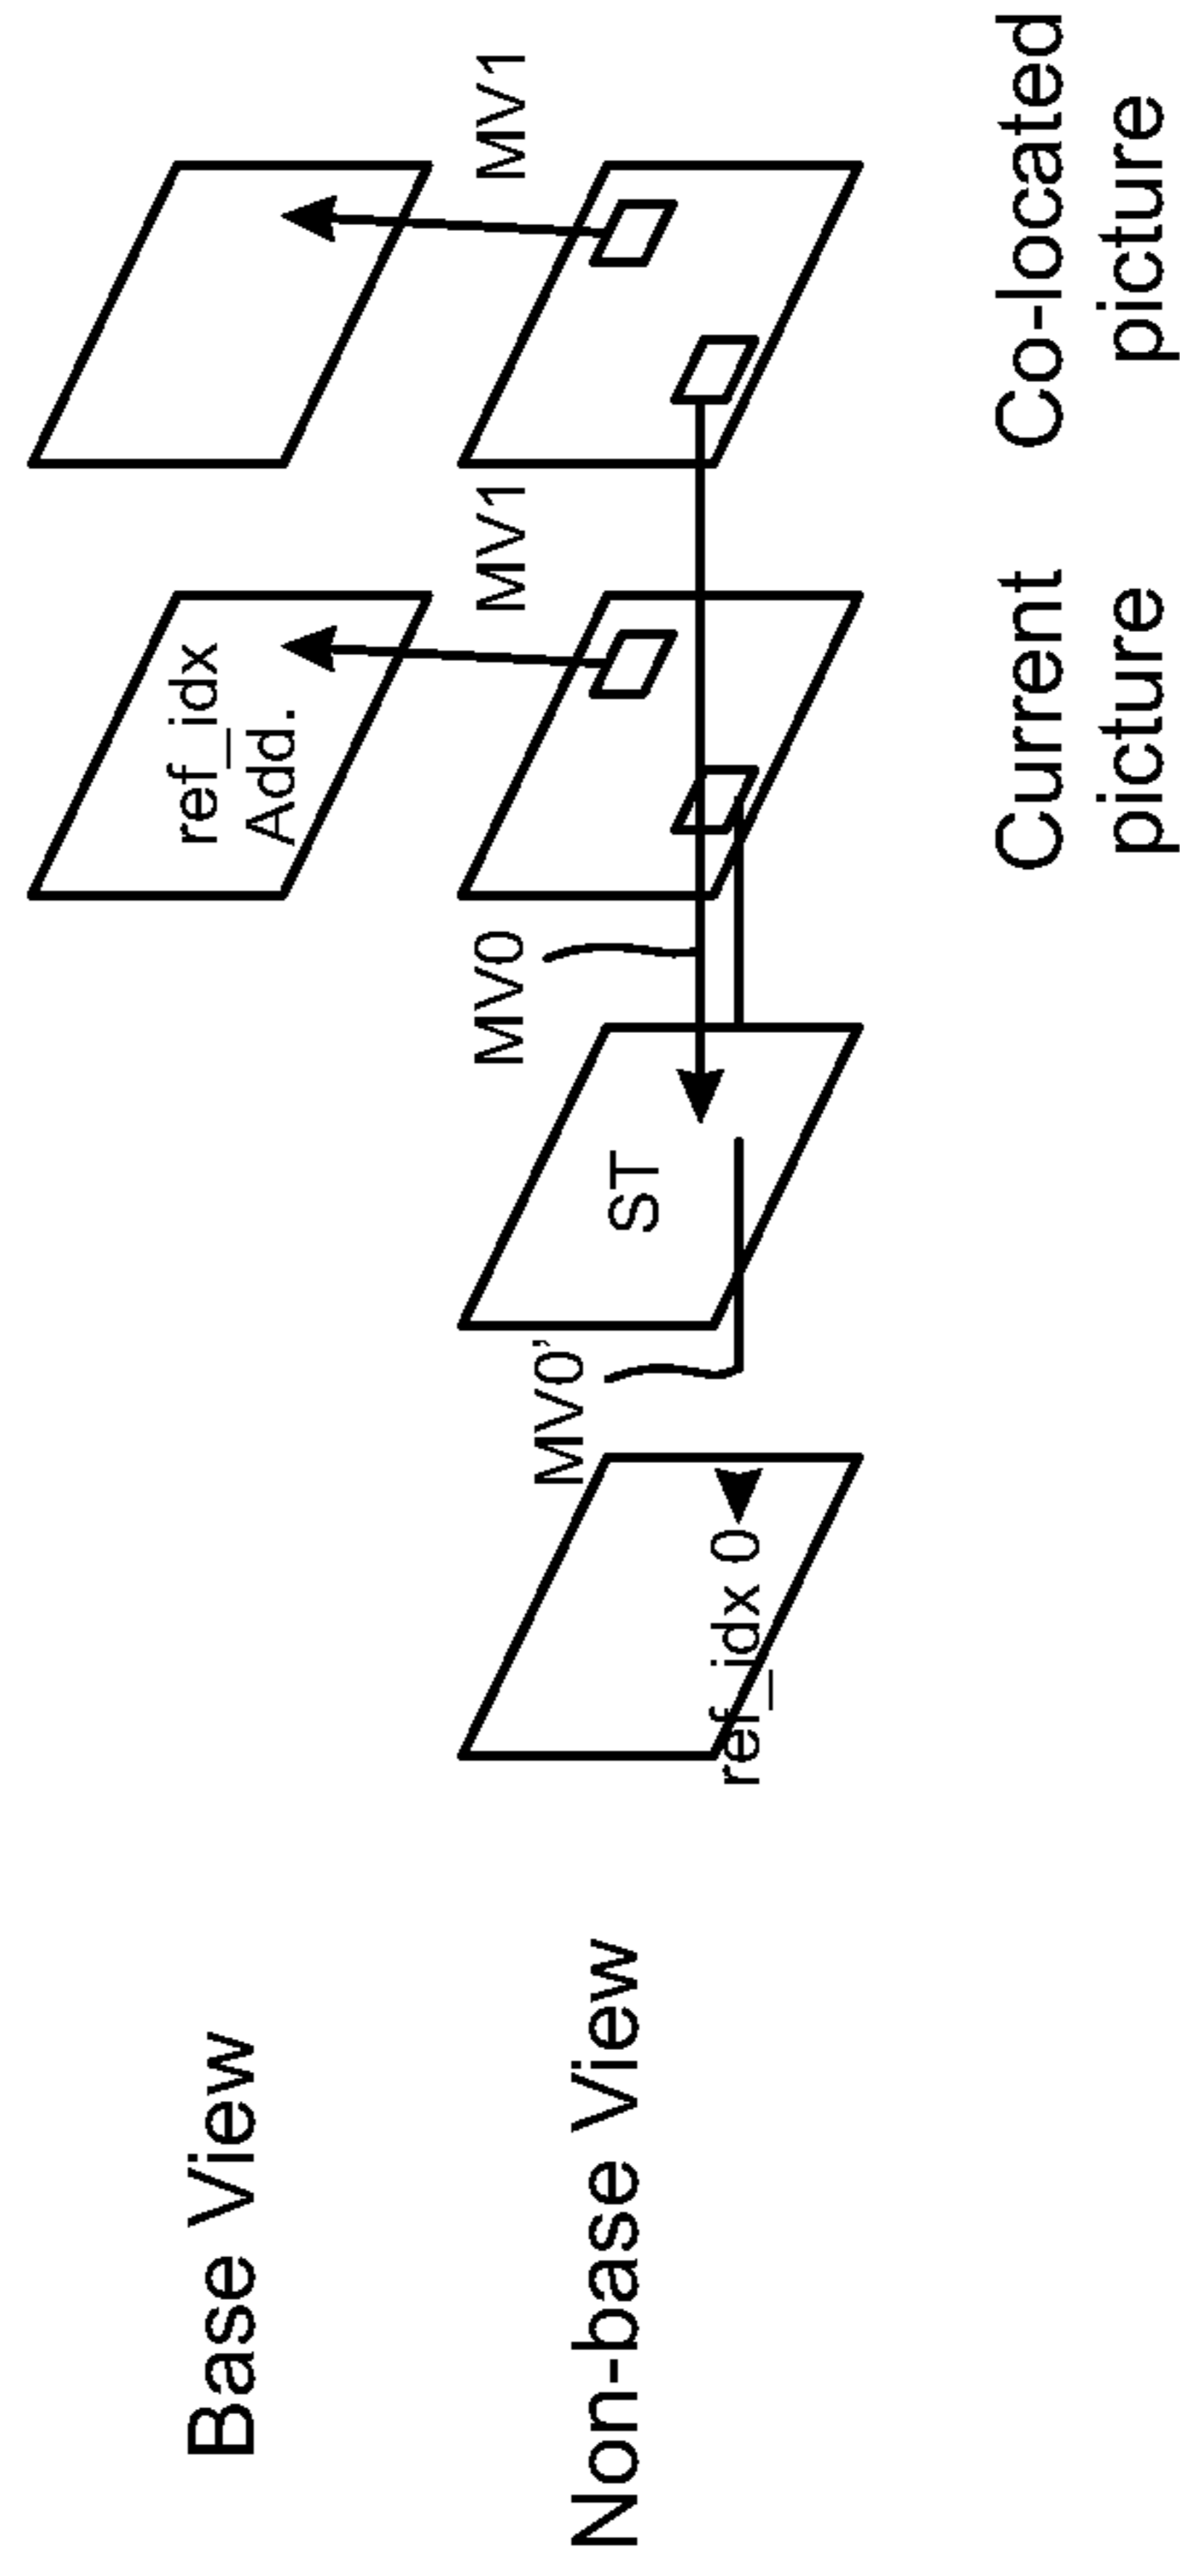 Base View
ref_idx
Add.
Non-base View
MV0’
MV0
MV1
MV1
ST
ref_idx 0
Current
picture
Co-located
picture